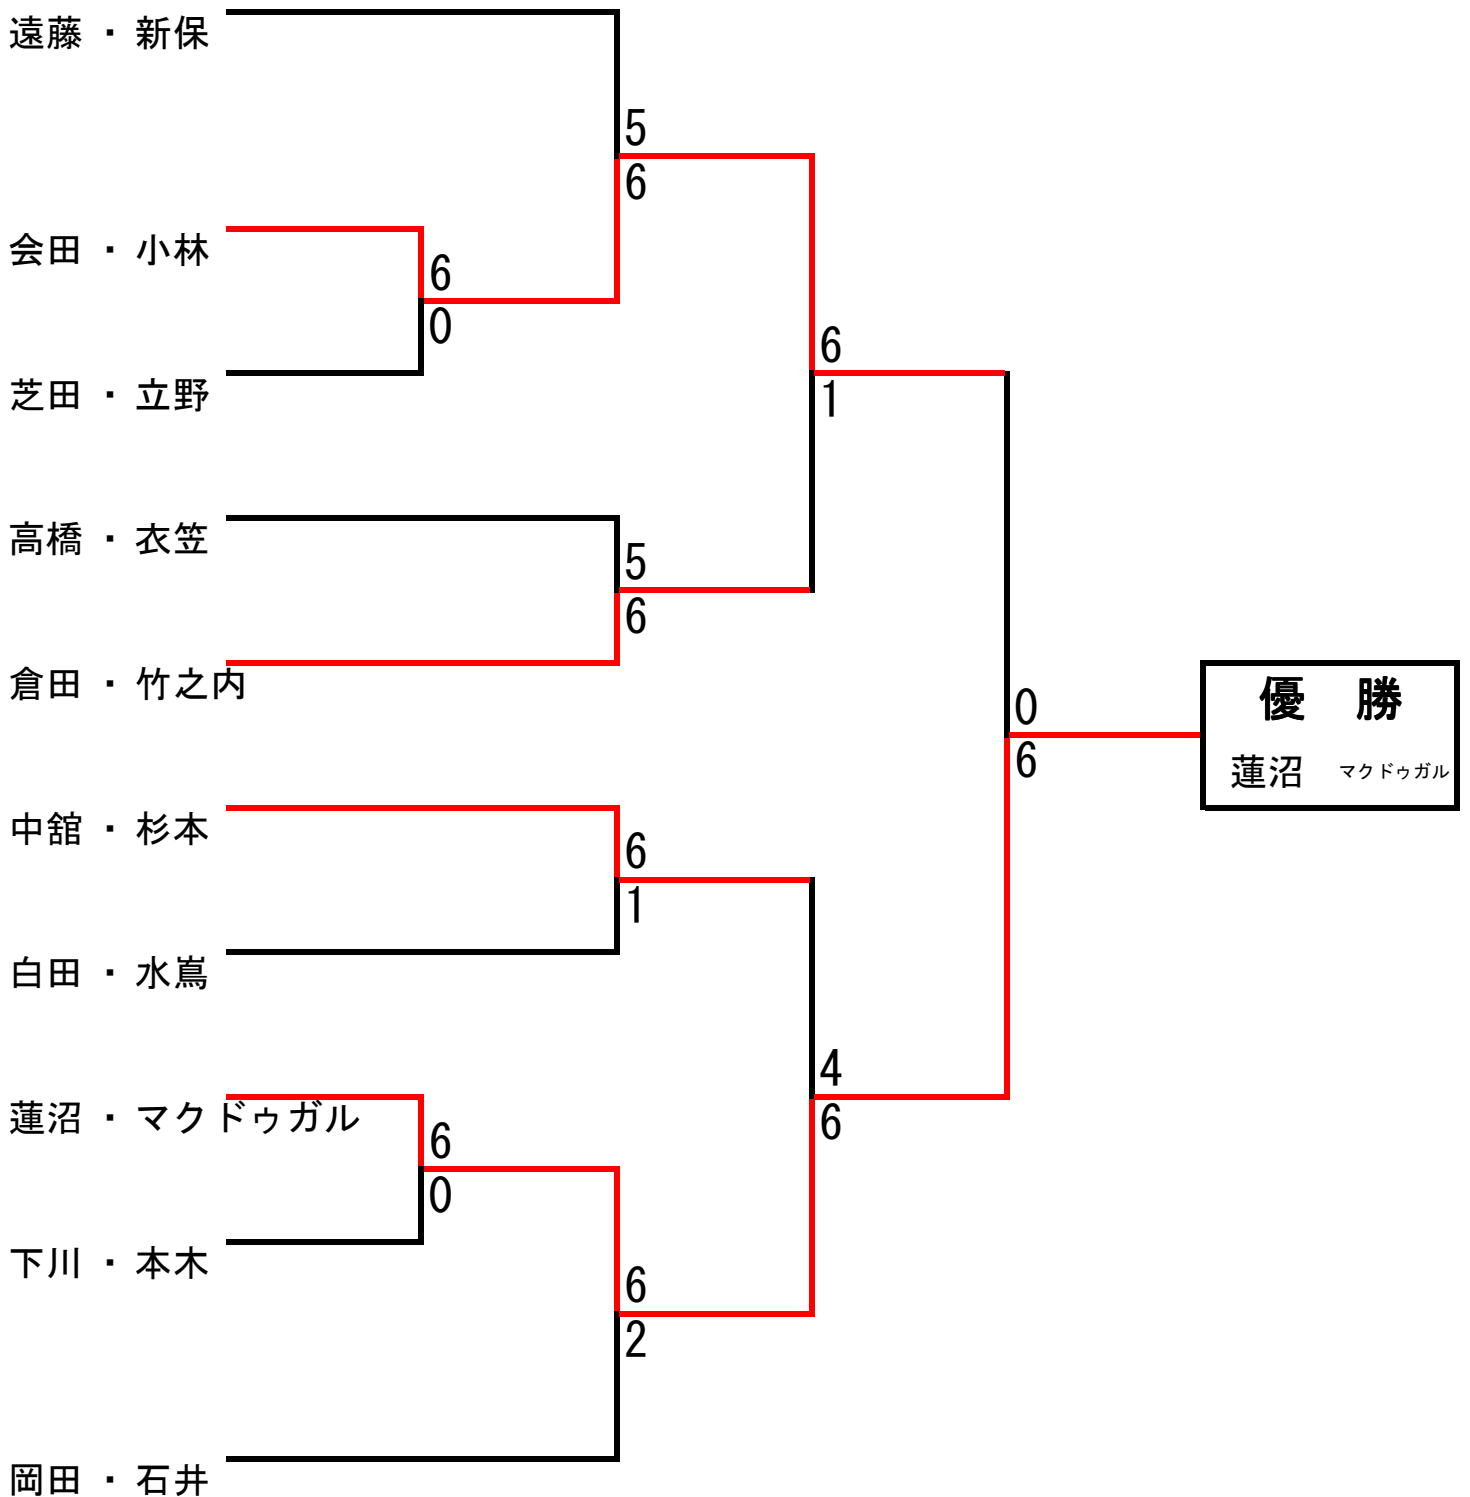 遠藤 ・ 新保
5
6
会田 ・ 小林
6
0
芝田 ・ 立野
6
1
高橋 ・ 衣笠
5
6
倉田 ・ 竹之内
優 勝
0
6
蓮沼 マクドゥガル
中舘 ・ 杉本
6
1
白田 ・ 水嶌
4
6
蓮沼 ・ マクドゥガル
6
0
下川 ・ 本木
6
2
岡田 ・ 石井